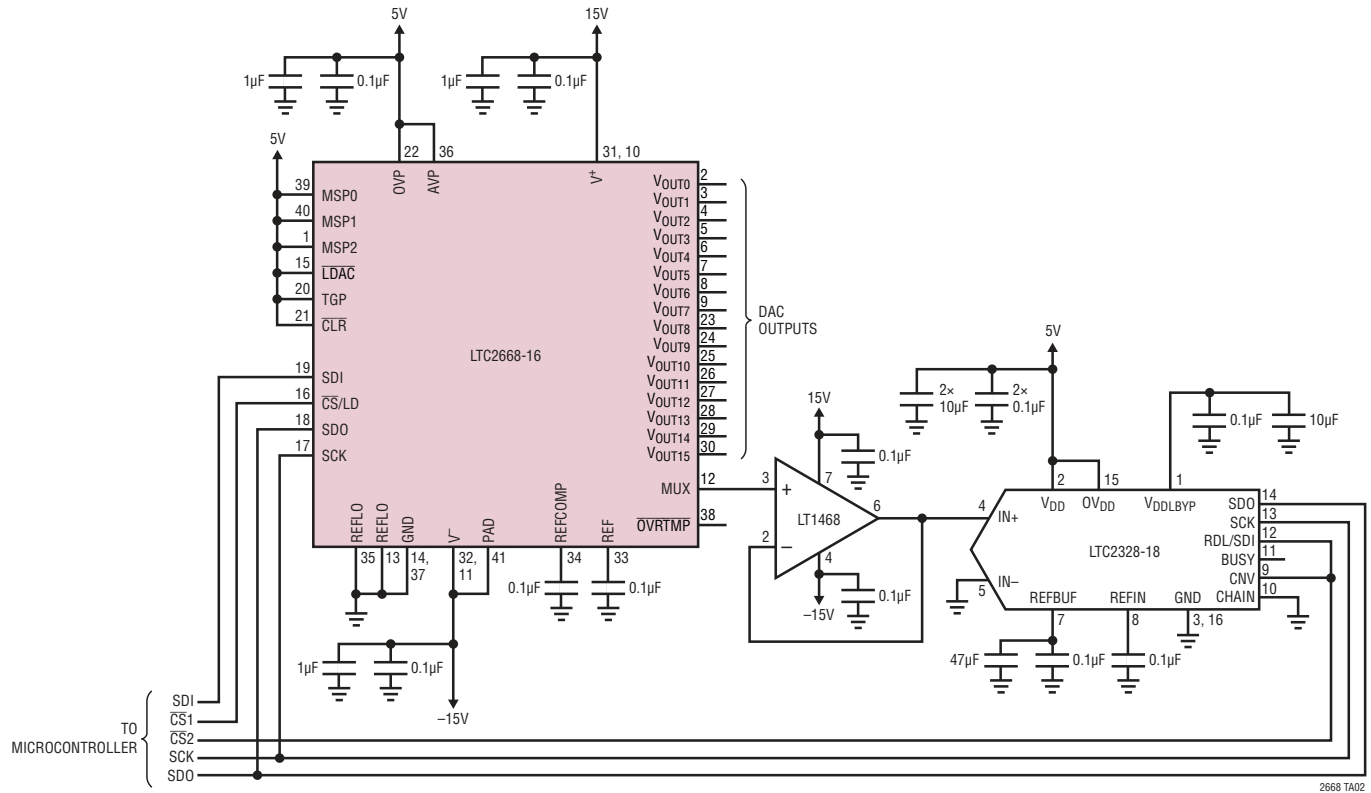 5V
15V
1µF
0.1µF
1µF
0.1µF
5V
22
36
31, 10
OVP
AVP
V+
39 MSP0
40 MSP1
1 MSP2
15 LDAC
20 TGP
21 CLR
19 SDI
16 CS/LD
18 SDO
17 SCK
LTC2668-16
VOUT0 2
VOUT1 3
VOUT2 4
VOUT3 5
VOUT4 6
VOUT5 7
VOUT6 8
VOUT7 9
VOUT8 23
VOUT9 24
VOUT10 25
VOUT11 26
VOUT12 27
VOUT13 28
VOUT14 29
VOUT15 30
DAC
OUTPUTS
MUX 12
OVRTMP 38
REFLO
REFLO
GND
V–
PAD
REFCOMP
REF
35
13
14,
37
32,
11
41
34
33
0.1µF
0.1µF
1µF
0.1µF
–15V
15V
0.1µF
3
+
7
LT1468
6
2
–
4
0.1µF
–15V
5V
2×
10µF
2×
0.1µF
0.1µF
10µF
2
15
1
VDD
OVDD
VDDLBYP
4 IN+
5 IN–
LTC2328-18
SDO 14
SCK 13
RDL/SDI 12
BUSY 11
CNV 9
CHAIN 10
REFBUF
REFIN
GND
7
8
3, 16
47µF
0.1µF
0.1µF
TO
MICROCONTROLLER
SDI
CS1
CS2
SCK
SDO
2668 TA02